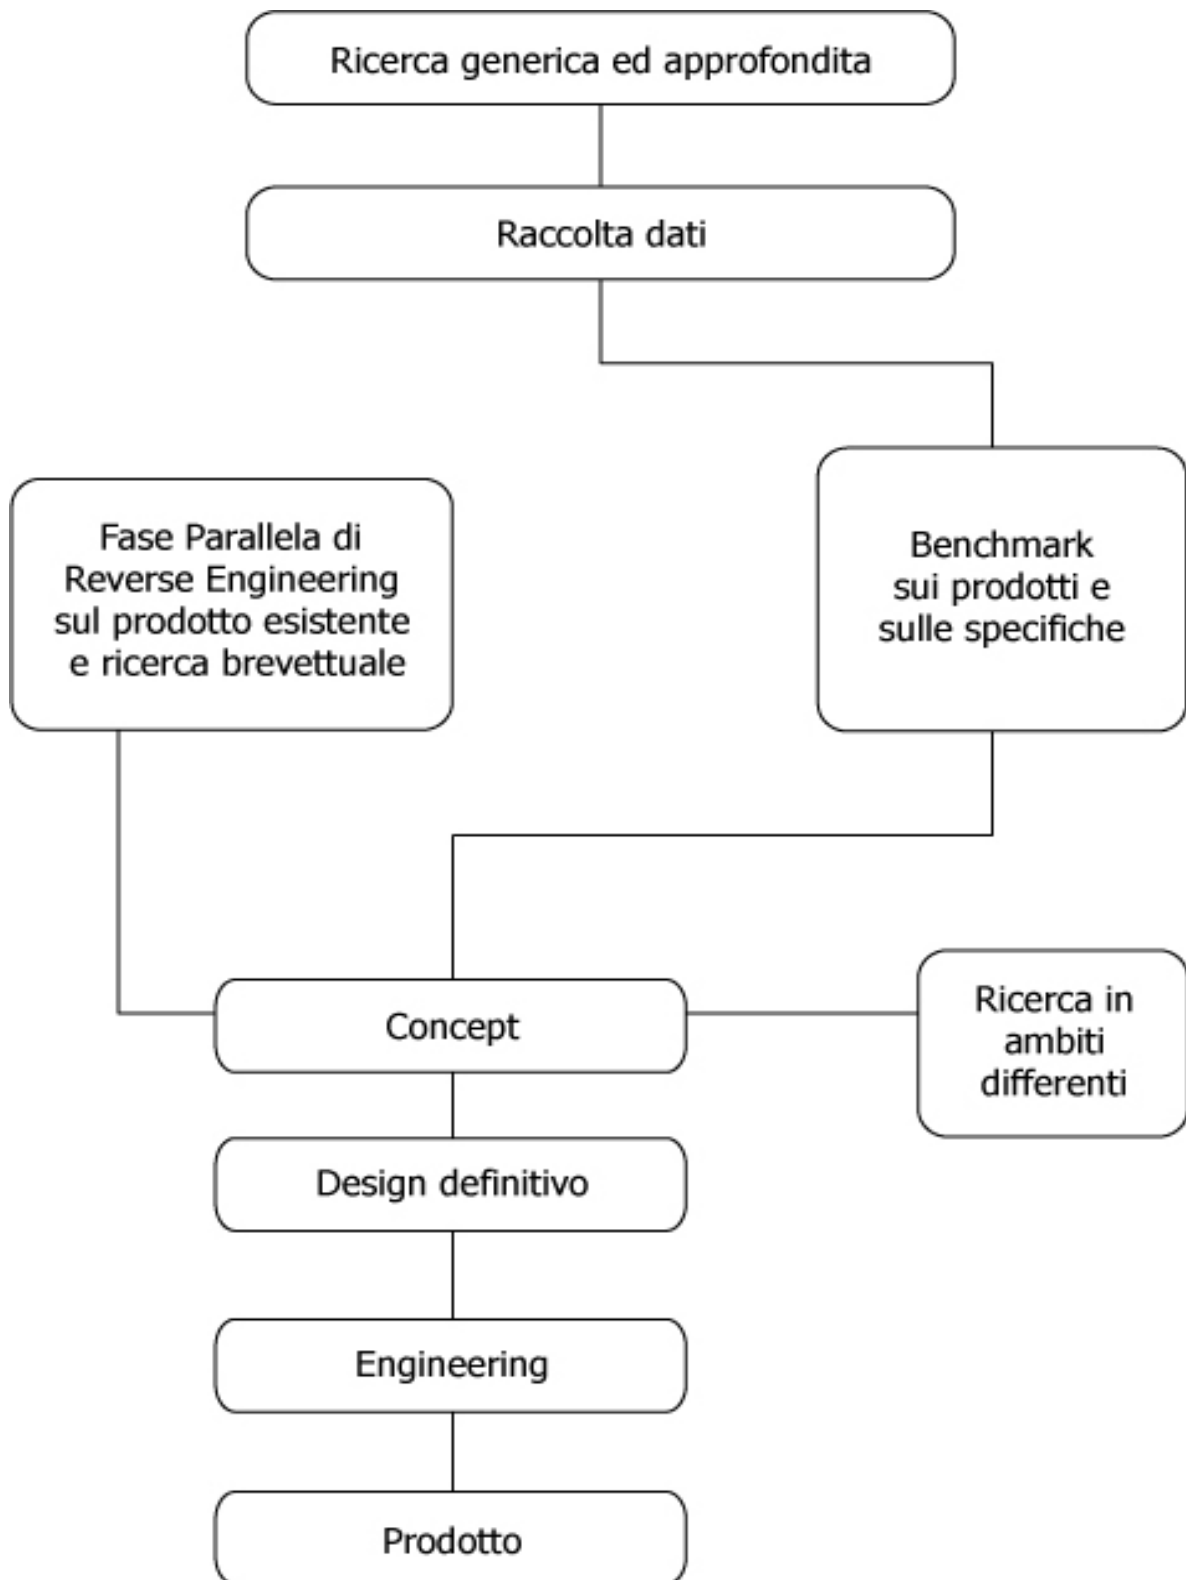 Ricerca generica ed approfondita
Raccolta dati
Fase Parallela di
Reverse Engineering
sul prodotto esistente
e ricerca brevettuale
Benchmark
sui prodotti e
sulle specifiche
Concept
Ricerca in
ambiti
differenti
Design definitivo
Engineering
Prodotto